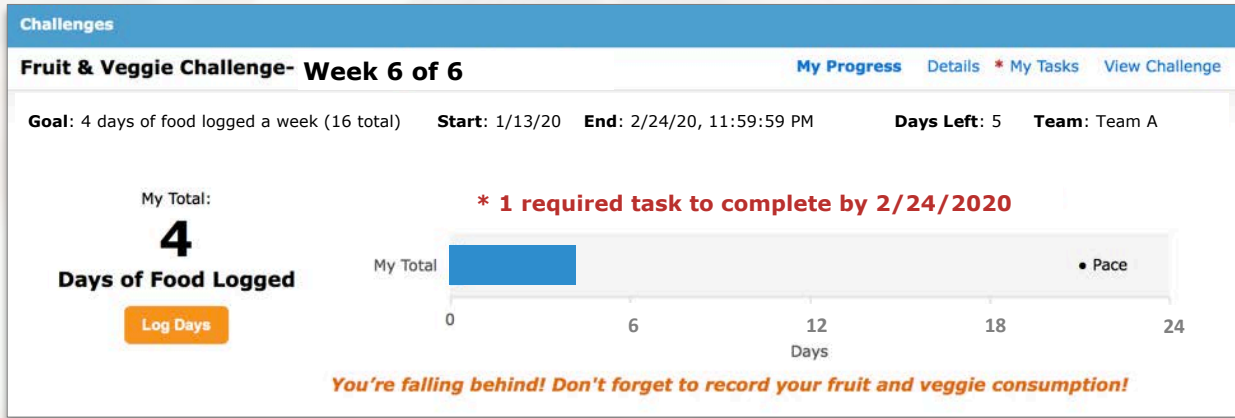 Challenges
Fruit & Veggie Challenge- Week 6 of 6
My Progress Details * My Tasks View Challenge
Goal: 4 days of food logged a week (16 total) Start: 1/13/20 End: 2/24/20, 11:59:59 PM Days Left: 5 Team: Team A
My Total:
4
Days of Food Logged
Log Days
* 1 required task to complete by 2/24/2020
My Total
• Pace
0 6 12 18 24
Days
You're falling behind! Don't forget to record your fruit and veggie consumption!